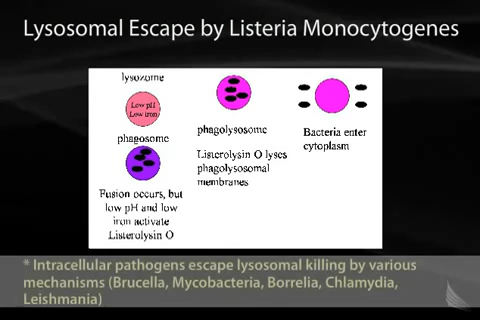 Lysosomal Escape by Listeria Monocytogenes
lysozome
Low pH
Low iron
phagosome
Fusion occurs, but
low pH and low
iron activate
Listerolysin O
phagolysosome
Listerolysin O lyses
phagolysosomal
membranes
Bacteria enter
cytoplasm
* Intracellular pathogens escape lysosomal killing by various
mechanisms (Brucella, Mycobacteria, Borrelia, Chlamydia,
Leishmania)